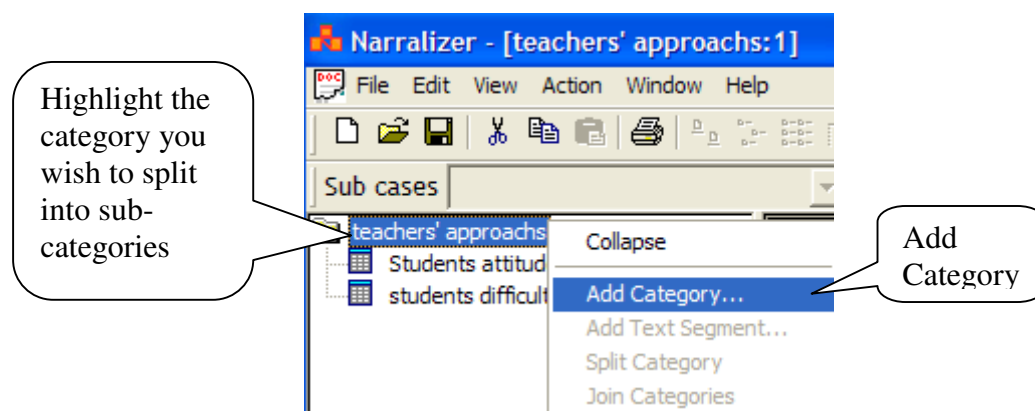 Narralizer - [teachers' approachs:1]
DOC
File Edit View Action Window Help
Sub cases
Highlight the
category you
wish to split
into sub-
categories
teachers' approachs
Students attitud
students difficult
Collapse
Add Category...
Add Text Segment...
Split Category
Join Categories
Add
Category